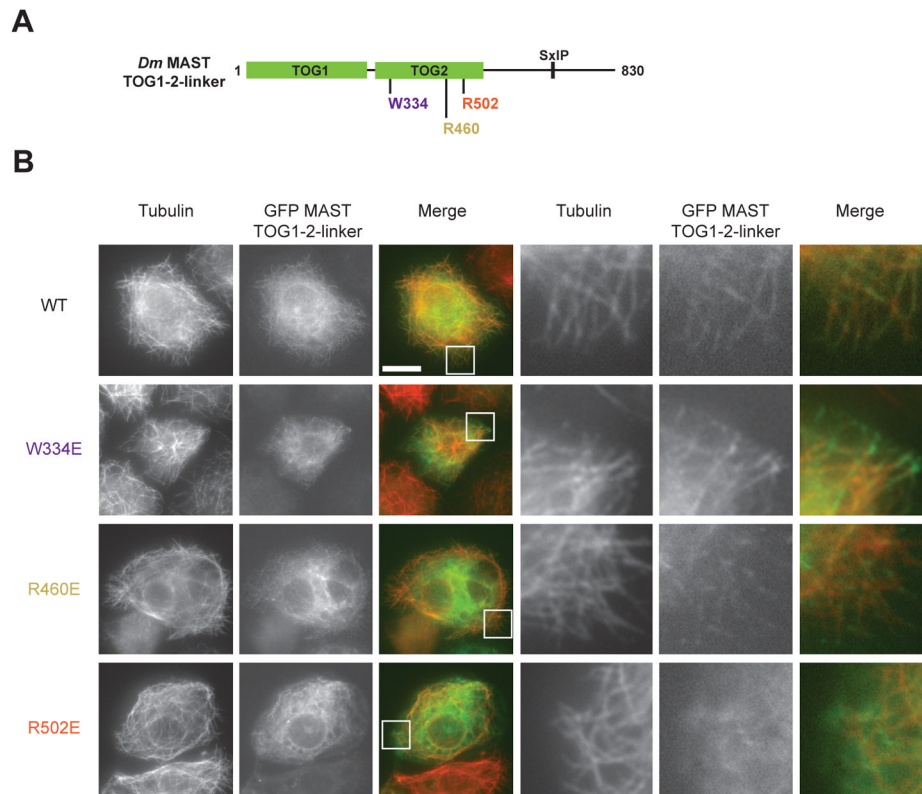 A
Dm MAST
TOG1-2-linker
1 TOG1 TOG2 SxIP 830
W334 R502
R460
B
Tubulin GFP MAST TOG1-2-linker Merge Tubulin GFP MAST TOG1-2-linker Merge
WT
W334E
R460E
R502E